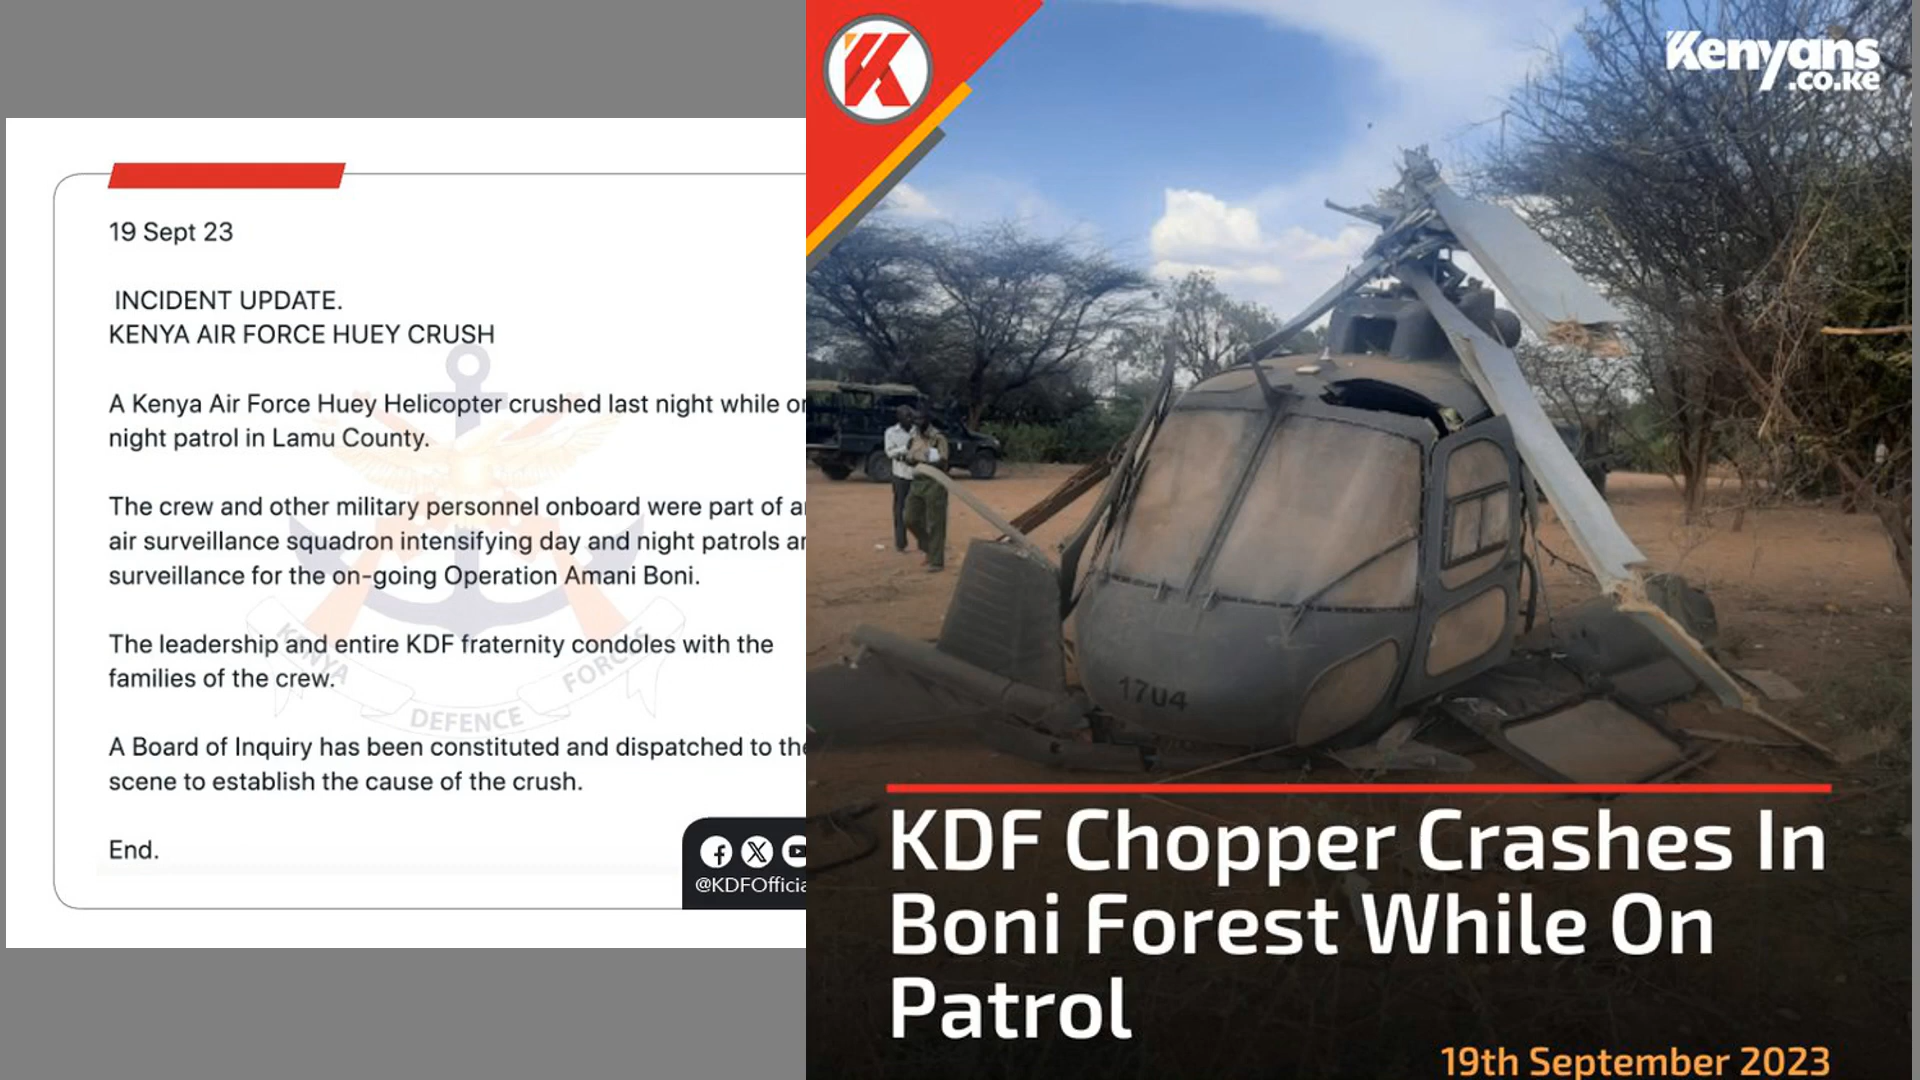 19 Sept 23
INCIDENT UPDATE.
KENYA AIR FORCE HUEY CRUSH
A Kenya Air Force Huey Helicopter crushed last night while
night patrol in Lamu County.
The crew and other military personnel onboard were part of
air surveillance squadron intensifying day and night patrols
surveillance for the on-going Operation Amani Boni.
The leadership and entire KDF fraternity condoles with the
families of the crew.
A Board of Inquiry has been constituted and dispatched to the
scene to establish the cause of the crush.
End.
KENYA
DEFENCE
FORCES
@KDFOfficia
K
Kenyans
.co.ke
1704
KDF Chopper Crashes In
Boni Forest While On
Patrol
19th September 2023